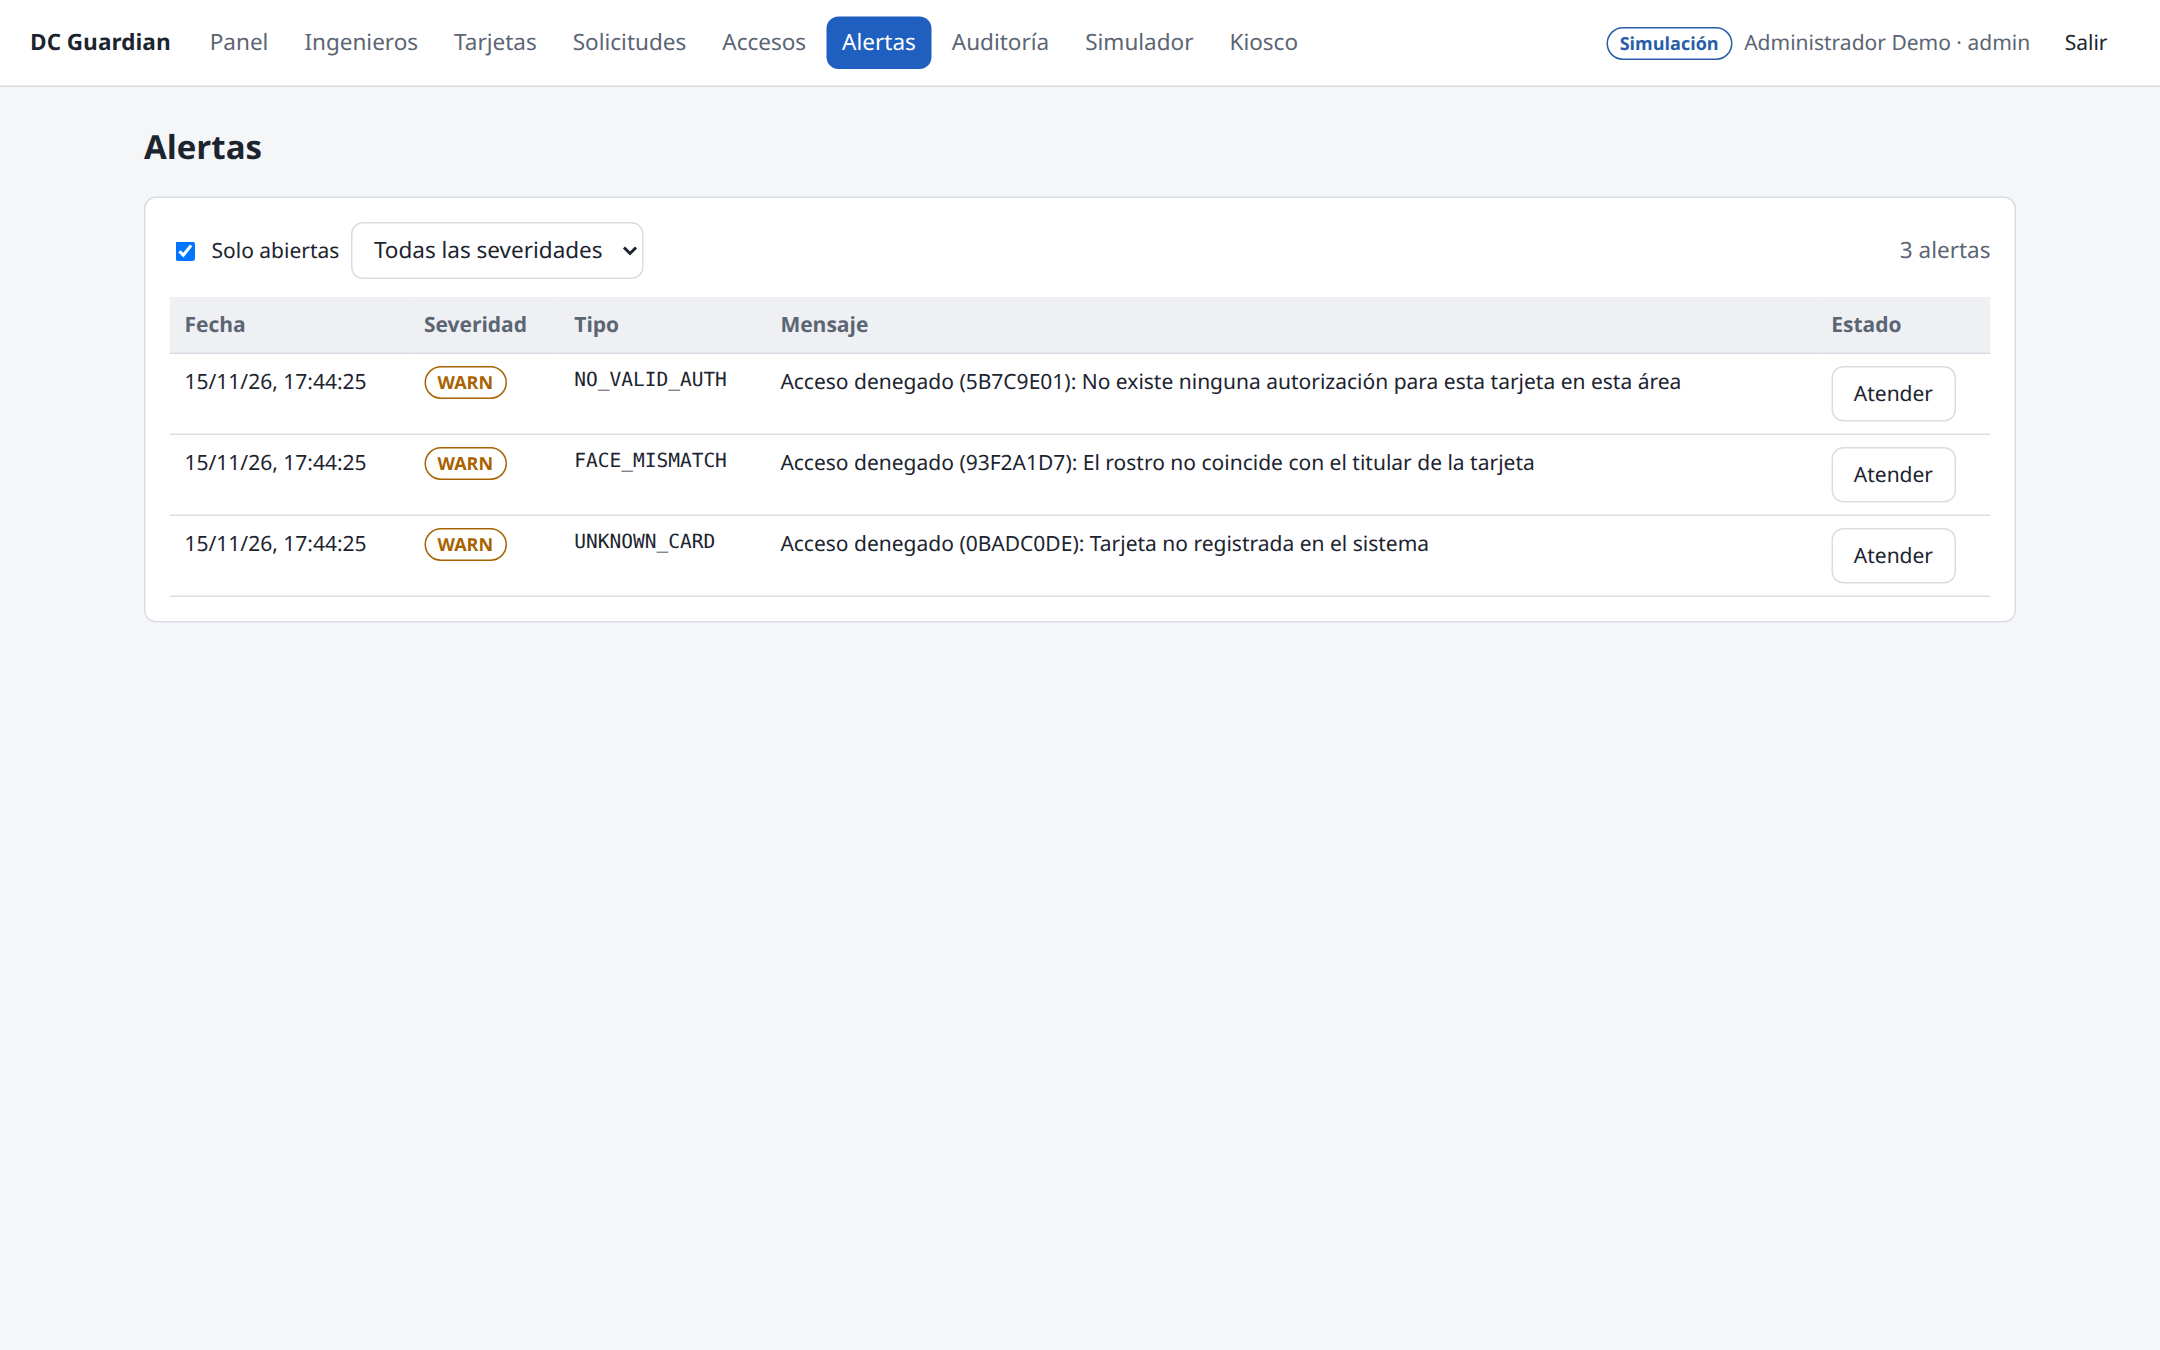 DC Guardian Panel Ingenieros Tarjetas Solicitudes Accesos Alertas Auditoría Simulador Kiosco Simulación Administrador Demo · admin Salir
Alertas
Solo abiertas Todas las severidades 3 alertas
Fecha Severidad Tipo Mensaje Estado
15/11/26, 17:44:25 WARN NO_VALID_AUTH Acceso denegado (5B7C9E01): No existe ninguna autorización para esta tarjeta en esta área Atender
15/11/26, 17:44:25 WARN FACE_MISMATCH Acceso denegado (93F2A1D7): El rostro no coincide con el titular de la tarjeta Atender
15/11/26, 17:44:25 WARN UNKNOWN_CARD Acceso denegado (0BADC0DE): Tarjeta no registrada en el sistema Atender